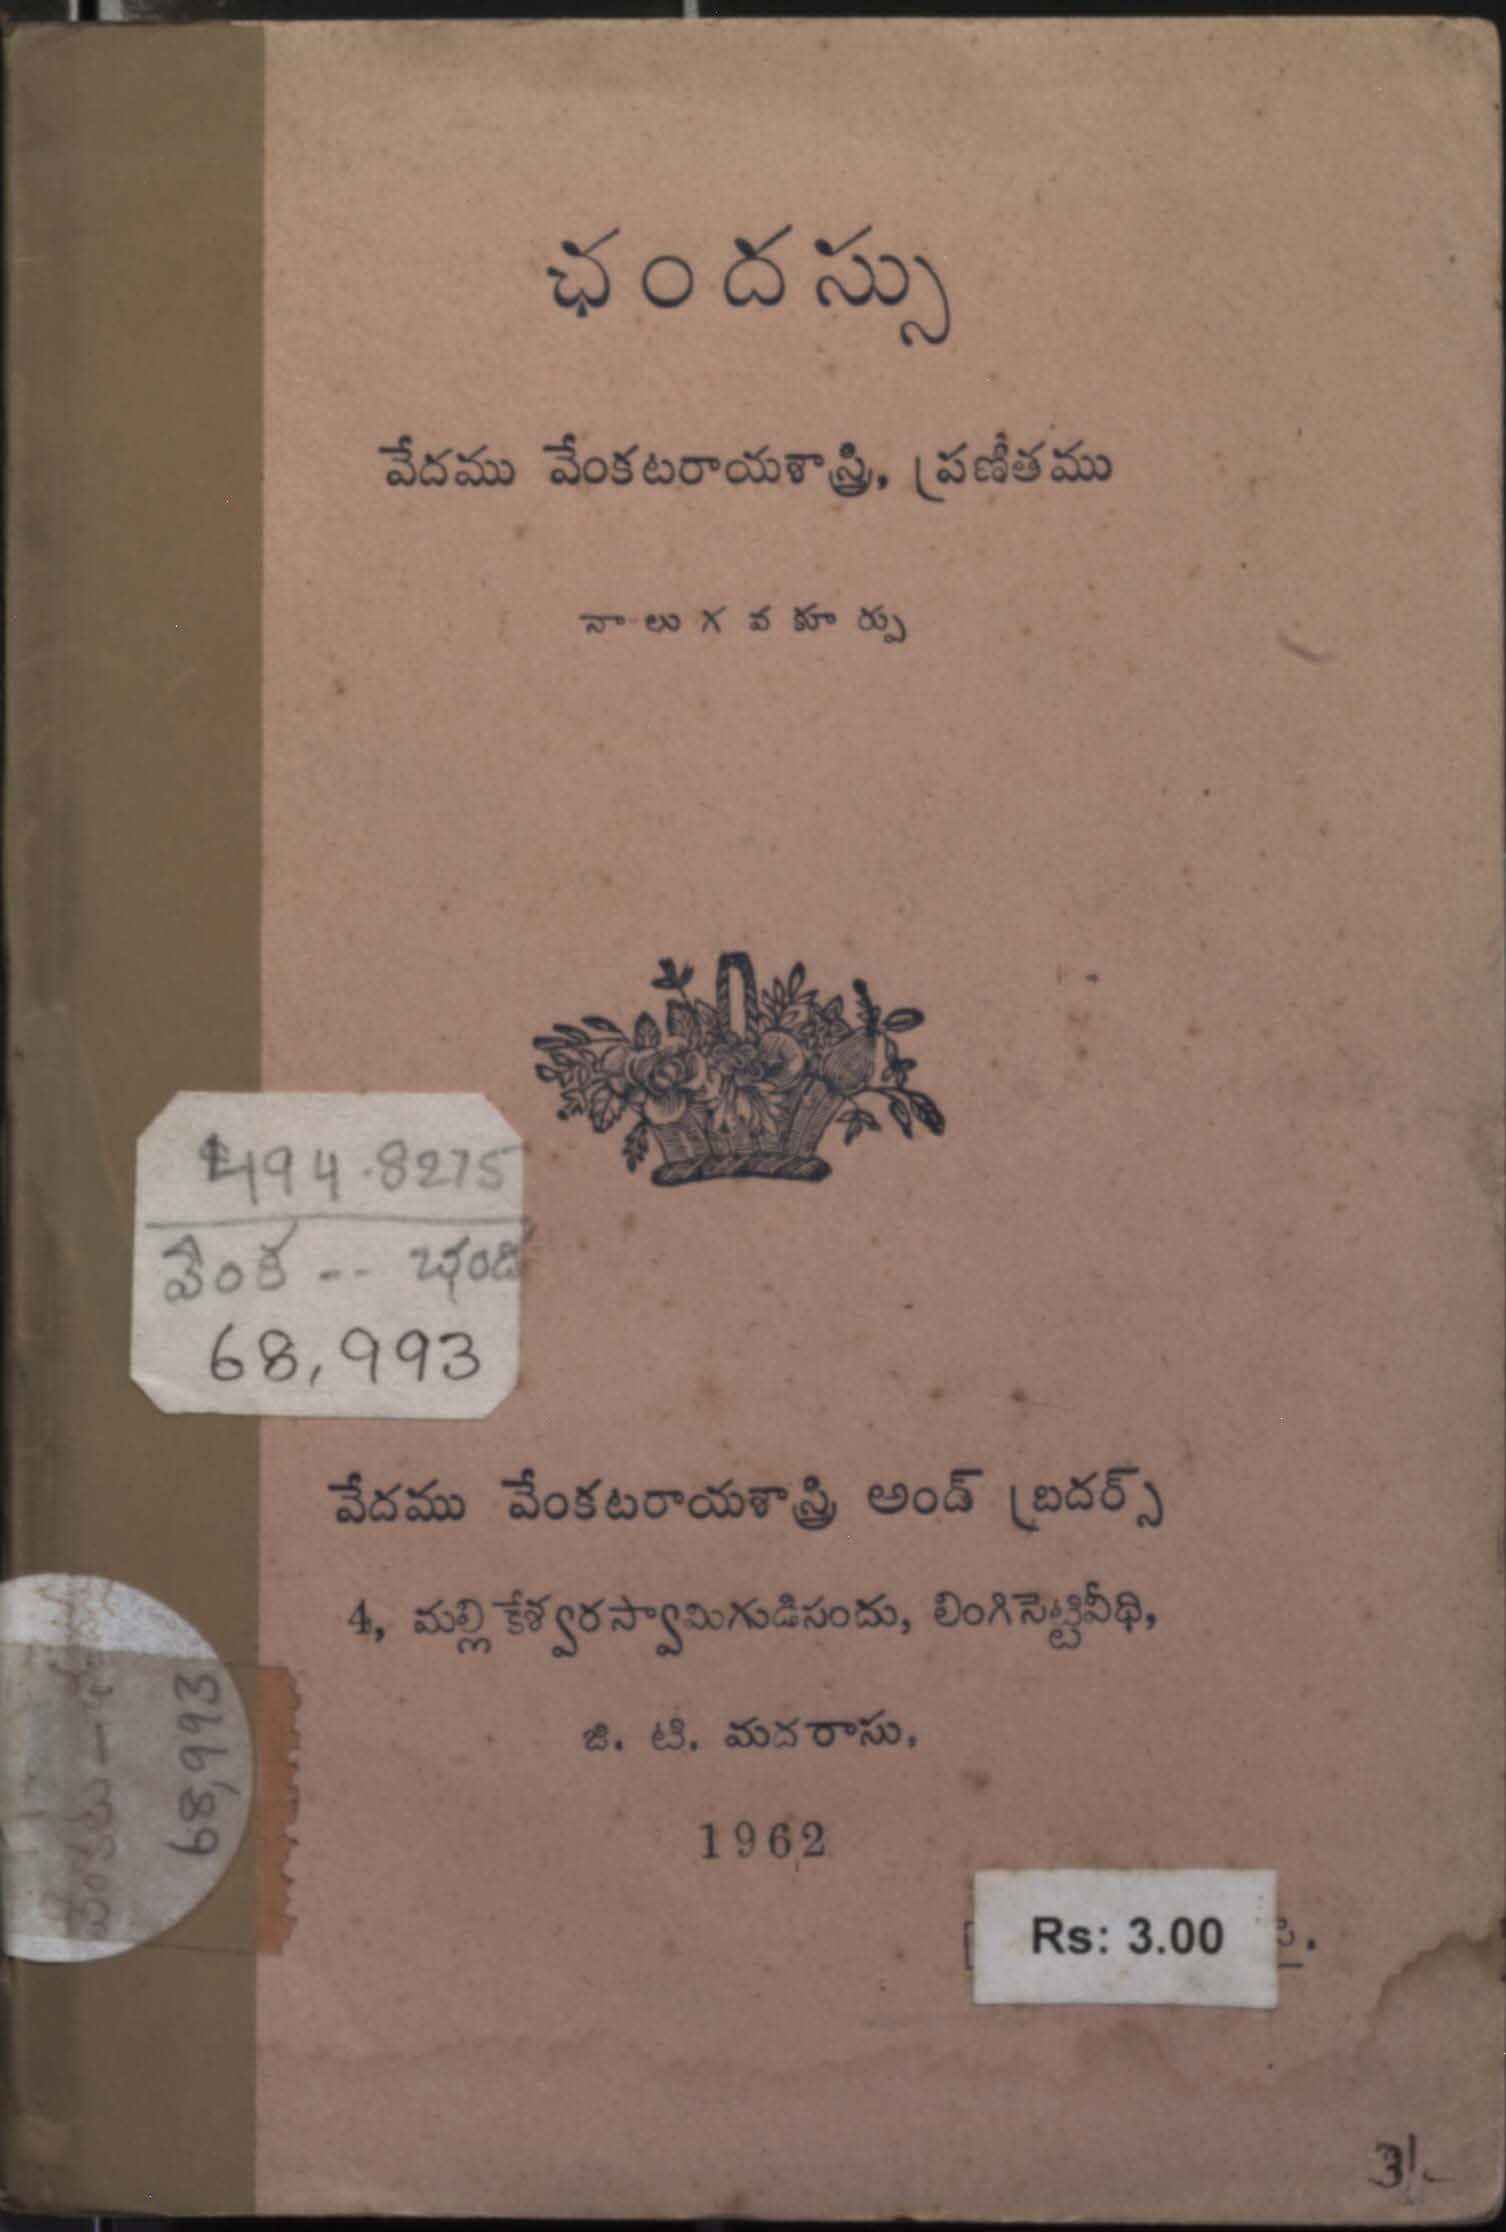 ఛందస్సు
వేదము వేంకటరాయశాస్త్రి, ప్రణీతము
నాలుగవకూర్పు
494.8275
వెంక -- ఛంద
68,993
వేదము వేంకటరాయశాస్త్రి అండ్ బ్రదర్స్
4, మల్లికేశ్వరస్వామిగుడిసందు, లింగిసెట్టివీధి,
జి. టి. మదరాసు.
68,993
1962
Rs: 3.00
3/-